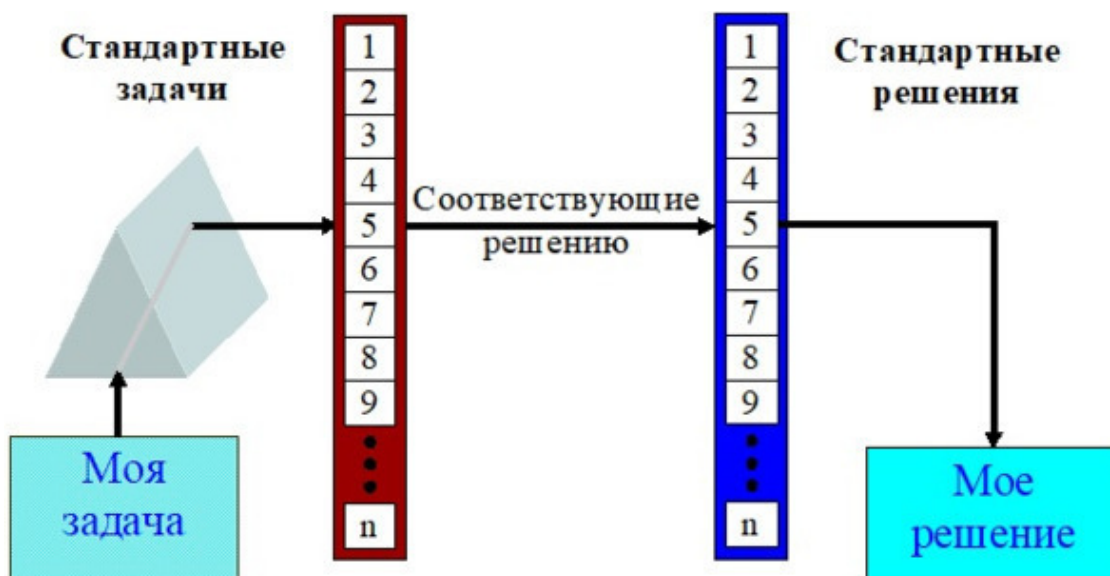 Стандартные
задачи
1
2
3
4
5
6
7
8
9
n
Соответствующие
решению
1
2
3
4
5
6
7
8
9
n
Стандартные
решения
Моя
задача
Мое
решение